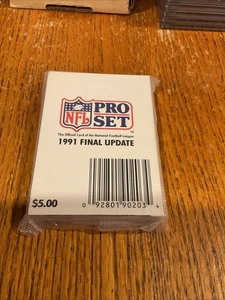 NFL
PRO
SET
™
The Official Card of the National Football League
1991 FINAL UPDATE
$5.00
0 92801 90203 4